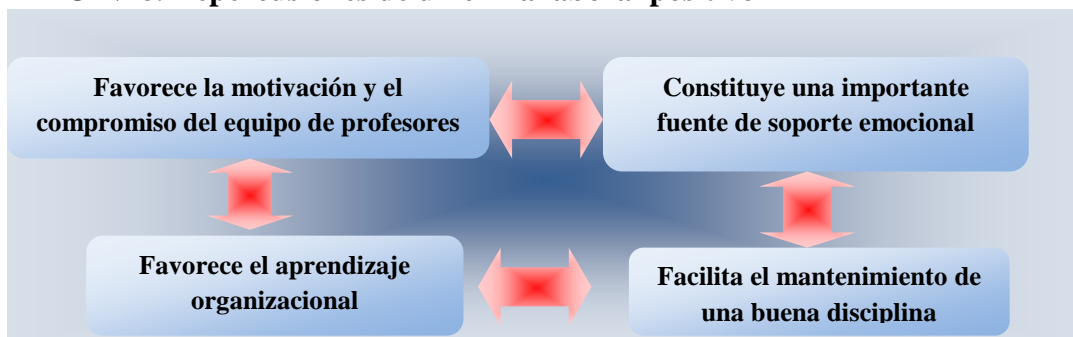 Favorece la motivación y el
compromiso del equipo de profesores
Constituye una importante
fuente de soporte emocional
Favorece el aprendizaje
organizacional
Facilita el mantenimiento de
una buena disciplina